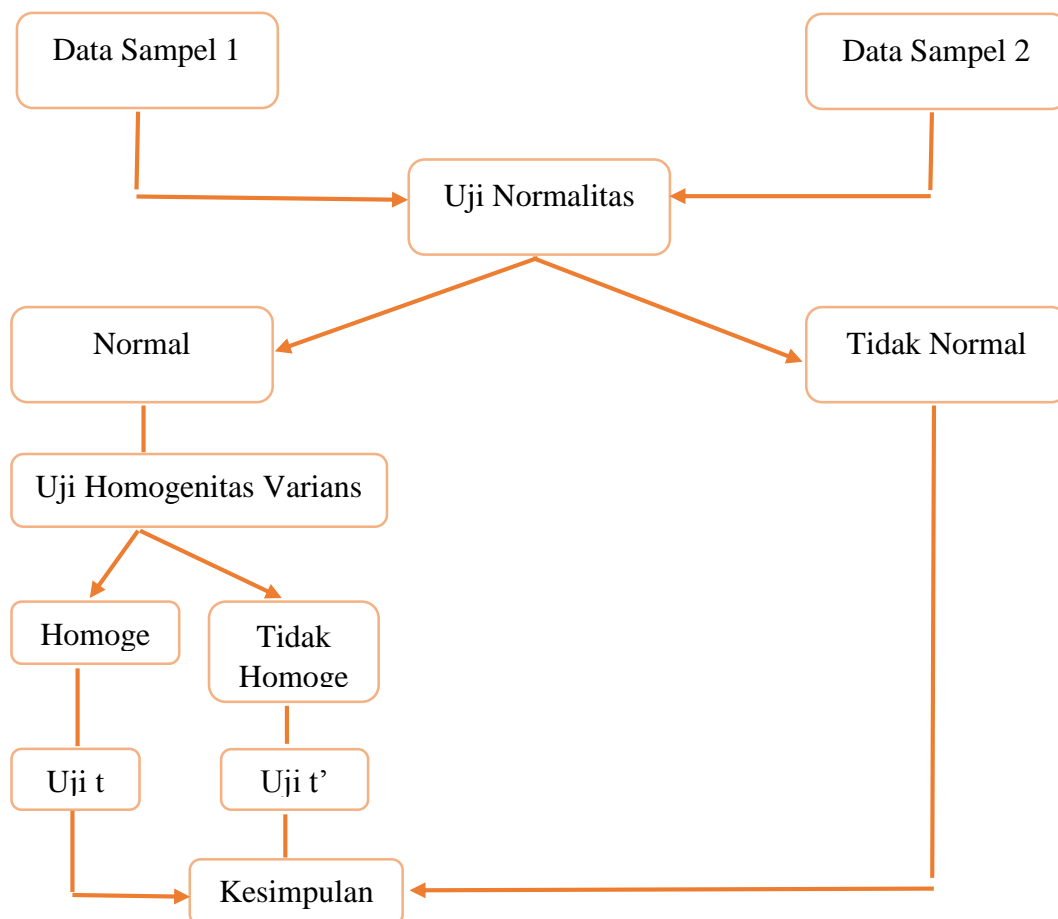 Data Sampel 1
Data Sampel 2
Uji Normalitas
Normal
Tidak Normal
Uji Homogenitas Varians
Homoge
Tidak
Homoge
Uji t
Uji t’
Kesimpulan